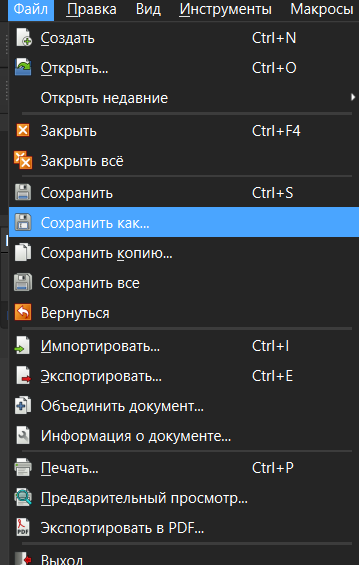 Файл Правка Вид Инструменты Макросы
Создать Ctrl+N
Открыть... Ctrl+O
Открыть недавние
Закрыть Ctrl+F4
Закрыть всё
Сохранить Ctrl+S
Сохранить как...
Сохранить копию...
Сохранить все
Вернуться
Импортировать... Ctrl+I
Экспортировать... Ctrl+E
Объединить документ...
Информация о документе...
Печать... Ctrl+P
Предварительный просмотр...
Экспортировать в PDF...
Выход